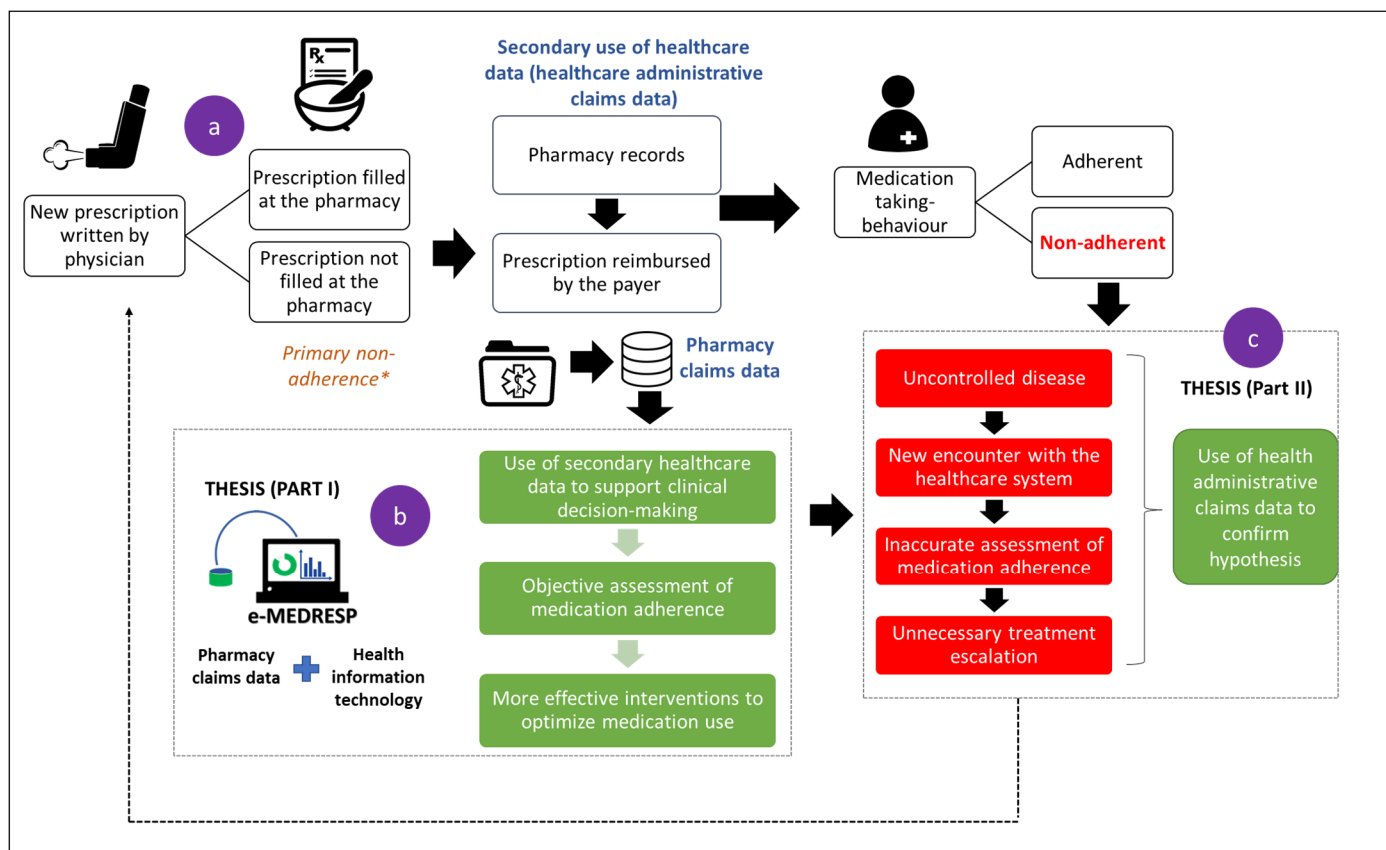 Rx
a
New prescription
written by
physician
Prescription filled
at the pharmacy
Prescription not
filled at the
pharmacy
Primary non-
adherence*
Secondary use of healthcare
data (healthcare administrative
claims data)
Pharmacy records
Prescription reimbursed
by the payer
Pharmacy
claims data
Medication
taking-
behaviour
Adherent
Non-adherent
THESIS (PART I)
b
e-MEDRESP
Pharmacy
claims data
Health
information
technology
Use of secondary healthcare
data to support clinical
decision-making
Objective assessment of
medication adherence
More effective interventions to
optimize medication use
Uncontrolled disease
New encounter with the
healthcare system
Inaccurate assessment of
medication adherence
Unnecessary treatment
escalation
c
THESIS (Part II)
Use of health
administrative
claims data to
confirm
hypothesis